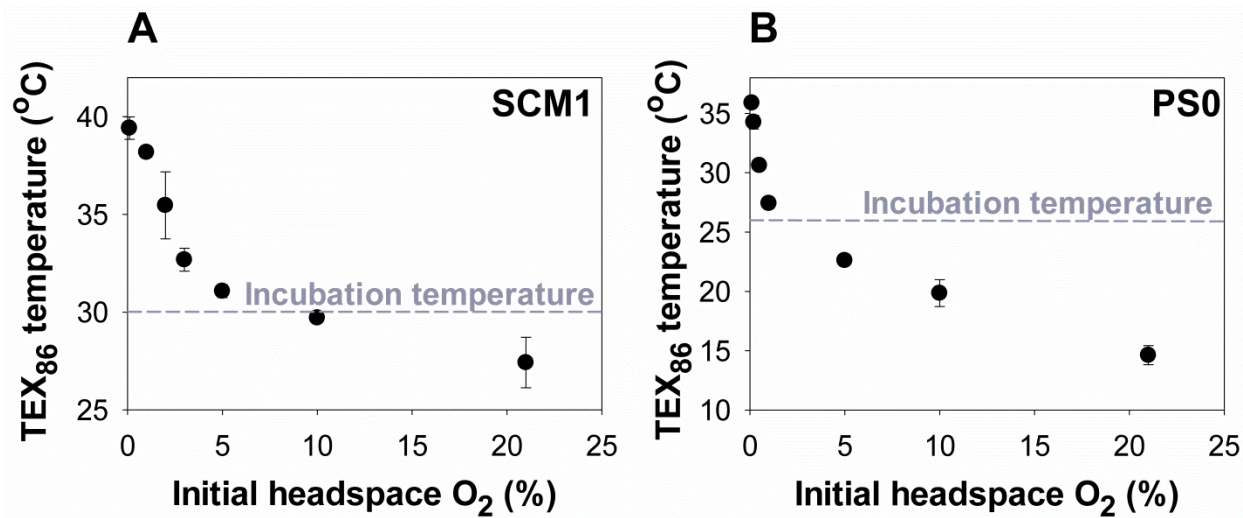 A
SCM1
TEX86 temperature (oC)
40
35
30
25
Incubation temperature
0 5 10 15 20 25
Initial headspace O2 (%)
B
PS0
TEX86 temperature (oC)
35
30
25
20
15
10
Incubation temperature
0 5 10 15 20 25
Initial headspace O2 (%)